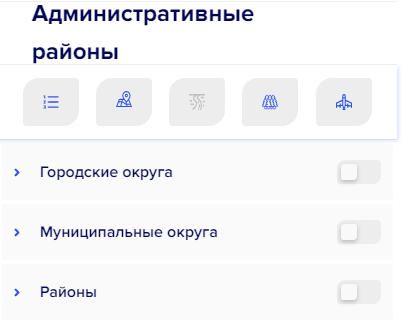 Административные
районы
Городские округа
Муниципальные округа
Районы